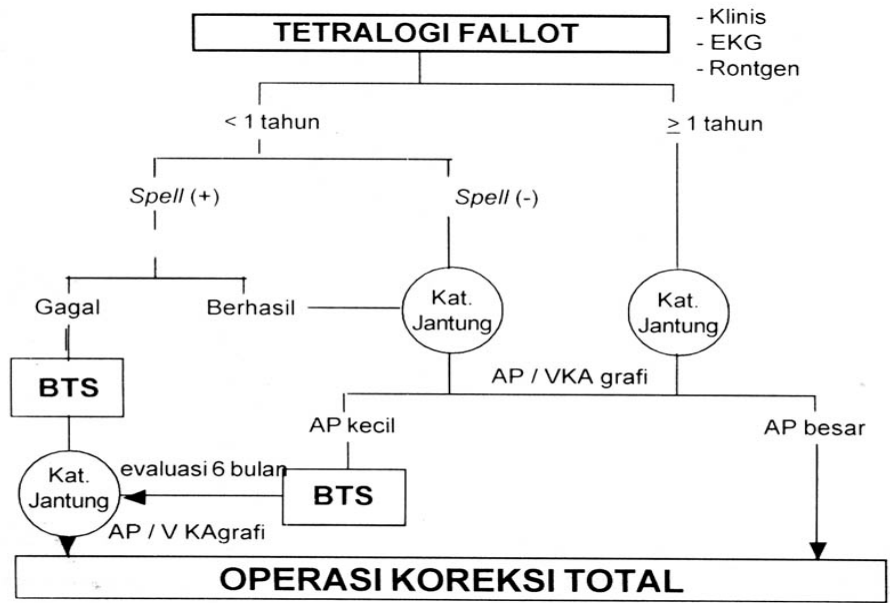 TETRALOGI FALLOT
- Klinis
- EKG
- Rontgen
< 1 tahun
≥ 1 tahun
Spell (+)
Spell (-)
Gagal
Berhasil
Kat.
Jantung
Kat.
Jantung
BTS
AP / VKA grafi
AP kecil
AP besar
Kat.
Jantung
evaluasi 6 bulan
BTS
AP / V KAgrafi
OPERASI KOREKSI TOTAL